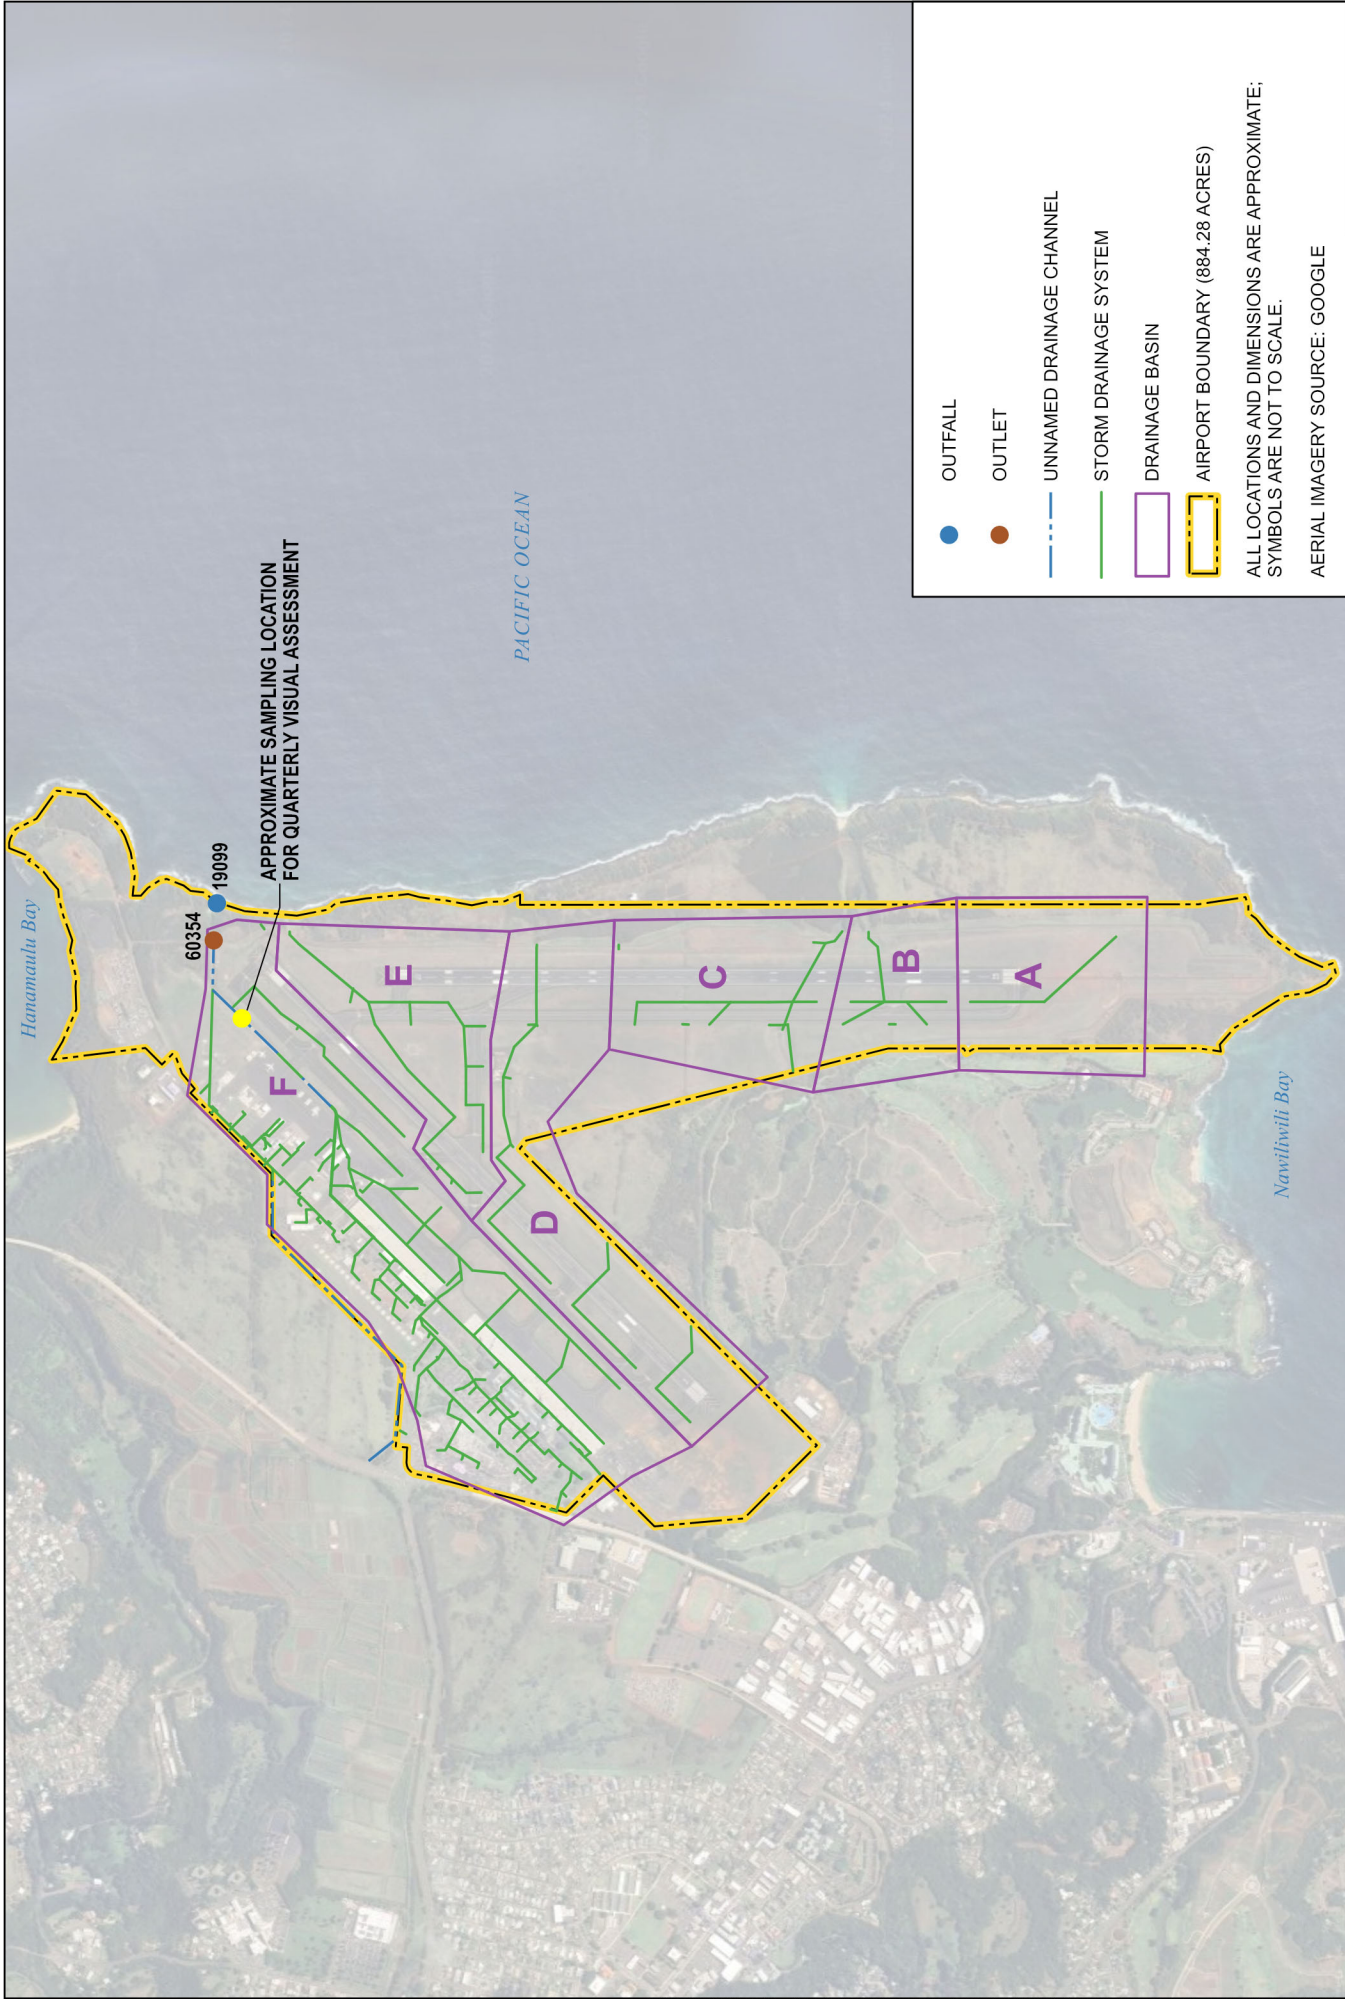 Hanamaulu Bay
60354
19099
APPROXIMATE SAMPLING LOCATION
FOR QUARTERLY VISUAL ASSESSMENT
PACIFIC OCEAN
F
E
D
C
B
A
Nawiliwili Bay
OUTFALL
OUTLET
UNNAMED DRAINAGE CHANNEL
STORM DRAINAGE SYSTEM
DRAINAGE BASIN
AIRPORT BOUNDARY (884.28 ACRES)
ALL LOCATIONS AND DIMENSIONS ARE APPROXIMATE;
SYMBOLS ARE NOT TO SCALE.
AERIAL IMAGERY SOURCE: GOOGLE